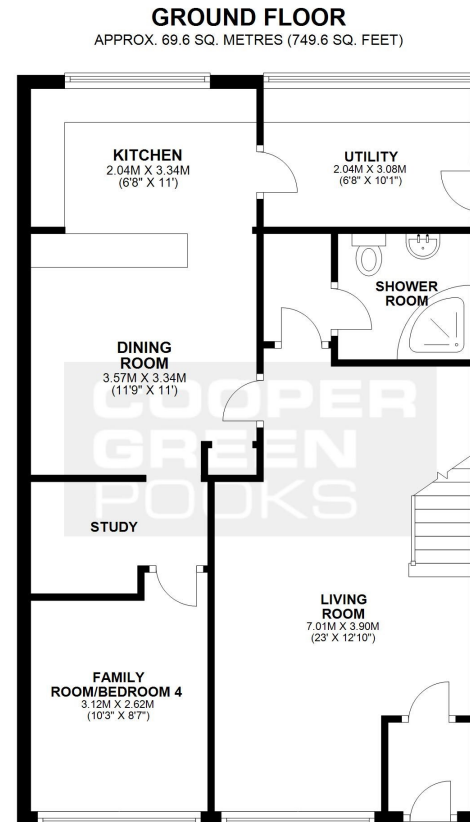 GROUND FLOOR
APPROX. 69.6 SQ. METRES (749.6 SQ. FEET)
KITCHEN
2.04M X 3.34M
(6'8" X 11')
UTILITY
2.04M X 3.08M
(6'8" X 10'1")
SHOWER
ROOM
DINING
ROOM
3.57M X 3.34M
(11'9" X 11')
COOPER
GREEN
POOKS
STUDY
LIVING
ROOM
7.01M X 3.90M
(23' X 12'10")
FAMILY
ROOM/BEDROOM 4
3.12M X 2.62M
(10'3" X 8'7")